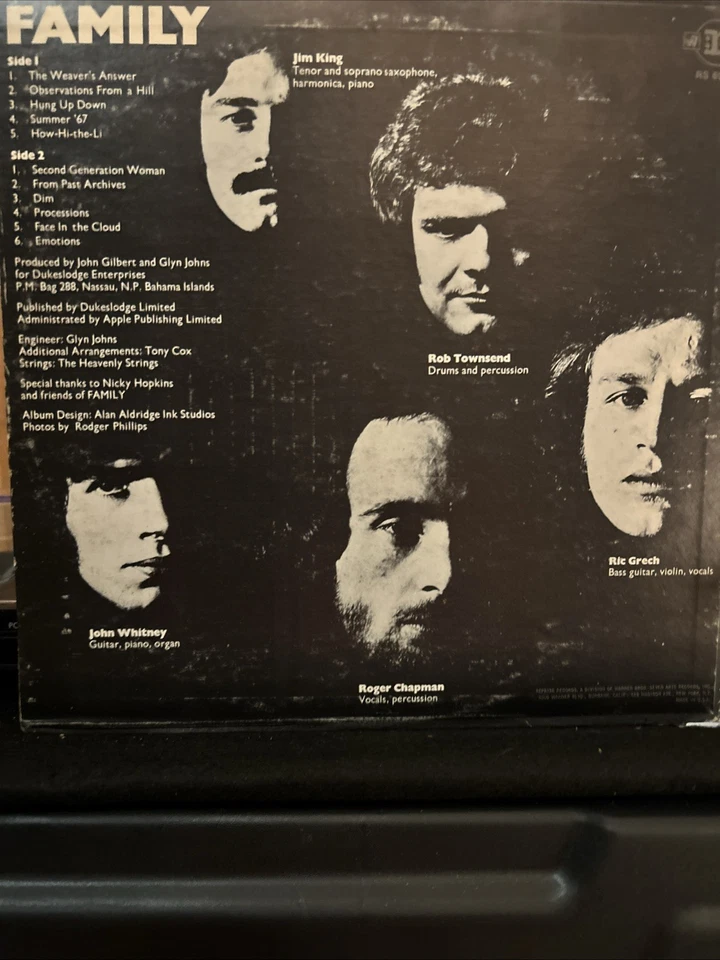 FAMILY
Side 1
1. The Weaver's Answer
2. Observations From a Hill
3. Hung Up Down
4. Summer '67
5. How-Hi-the-Li
Side 2
1. Second Generation Woman
2. From Past Archives
3. Dim
4. Processions
5. Face In the Cloud
6. Emotions
Produced by John Gilbert and Glyn Johns
for Dukeslodge Enterprises
P.M. Bag 288, Nassau, N.P. Bahama Islands
Published by Dukeslodge Limited
Administrated by Apple Publishing Limited
Engineer: Glyn Johns
Additional Arrangements: Tony Cox
Strings: The Heavenly Strings
Special thanks to Nicky Hopkins
and friends of FAMILY
Album Design: Alan Aldridge Ink Studios
Photos by Rodger Phillips
Jim King
Tenor and soprano saxophone,
harmonica, piano
Rob Townsend
Drums and percussion
Ric Grech
Bass guitar, violin, vocals
John Whitney
Guitar, piano, organ
Roger Chapman
Vocals, percussion